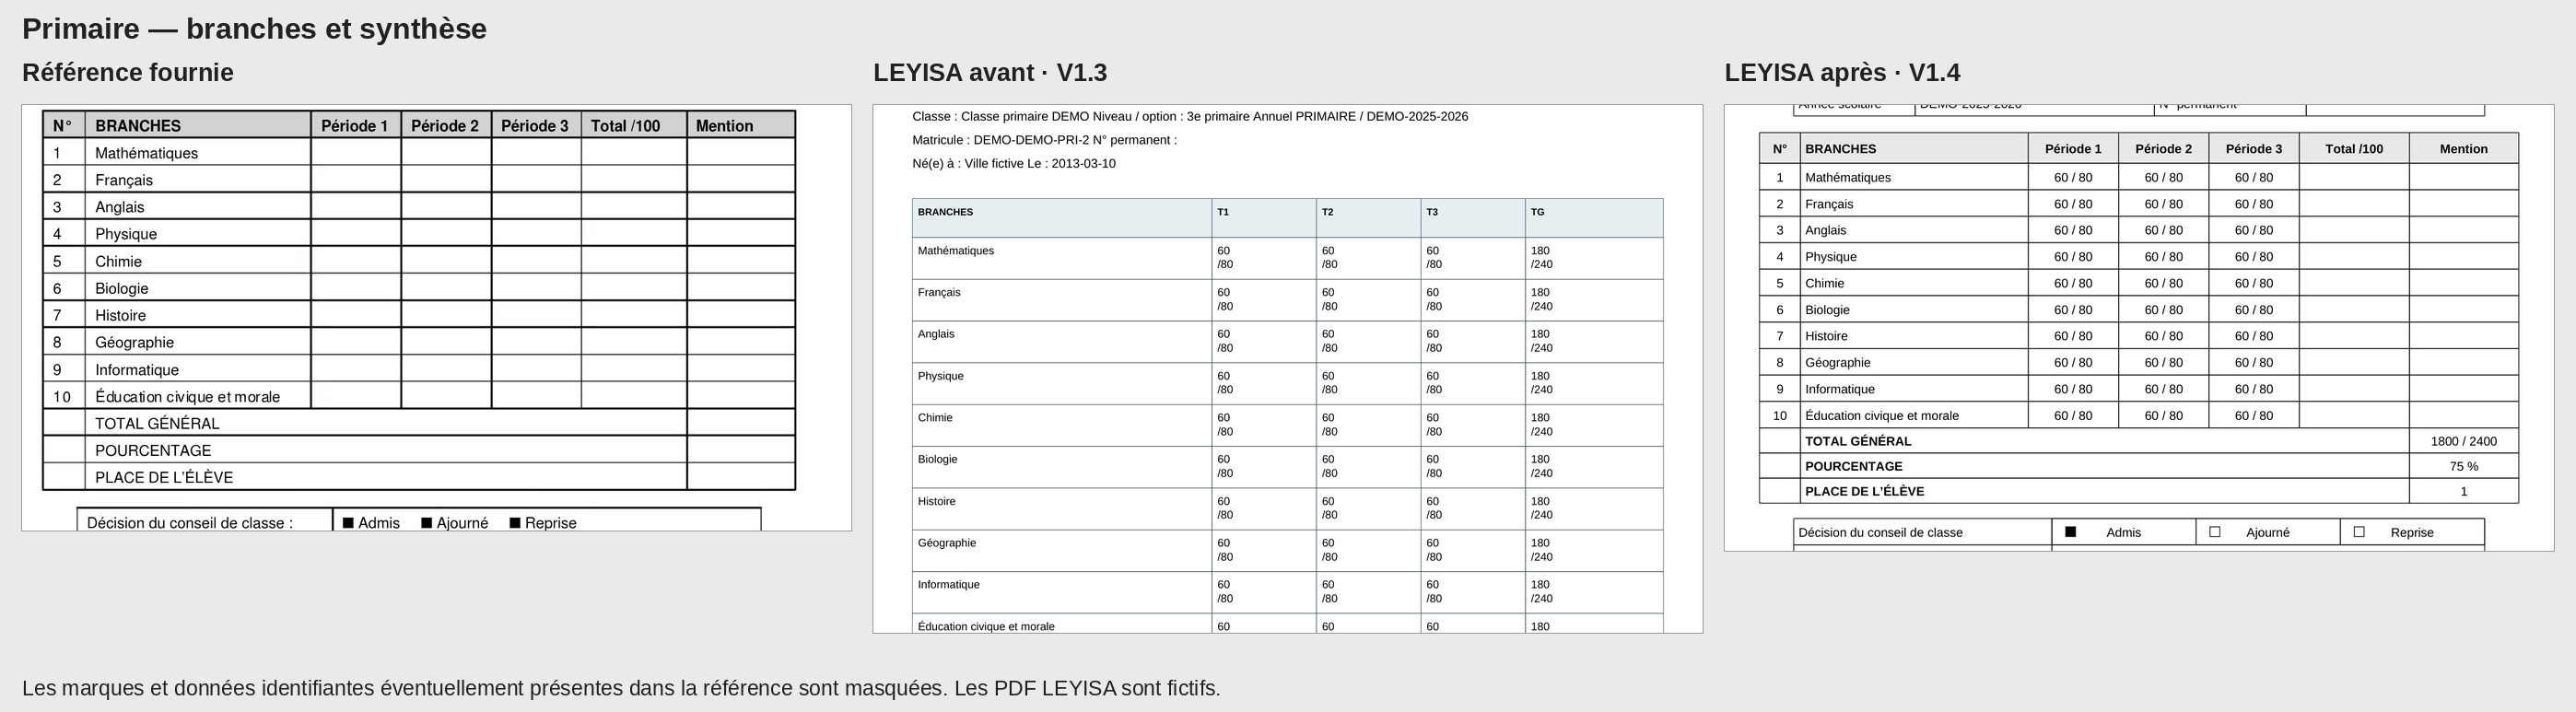 Primaire — branches et synthèse
Référence fournie
N° BRANCHES Période 1 Période 2 Période 3 Total /100 Mention
1 Mathématiques
2 Français
3 Anglais
4 Physique
5 Chimie
6 Biologie
7 Histoire
8 Géographie
9 Informatique
10 Éducation civique et morale
TOTAL GÉNÉRAL
POURCENTAGE
PLACE DE L’ÉLÈVE
Décision du conseil de classe : ■ Admis ■ Ajourné ■ Reprise
LEYISA avant · V1.3
Classe : Classe primaire DEMO Niveau / option : 3e primaire Annuel PRIMAIRE / DEMO-2025-2026
Matricule : DEMO-DEMO-PRI-2 N° permanent :
Né(e) à : Ville fictive Le : 2013-03-10
BRANCHES T1 T2 T3 TG
Mathématiques 60 60 60 180
/80 /80 /80 /240
Français 60 60 60 180
/80 /80 /80 /240
Anglais 60 60 60 180
/80 /80 /80 /240
Physique 60 60 60 180
/80 /80 /80 /240
Chimie 60 60 60 180
/80 /80 /80 /240
Biologie 60 60 60 180
/80 /80 /80 /240
Histoire 60 60 60 180
/80 /80 /80 /240
Géographie 60 60 60 180
/80 /80 /80 /240
Informatique 60 60 60 180
/80 /80 /80 /240
Éducation civique et morale 60 60 60 180
LEYISA après · V1.4
Année scolaire DEMO-2025-2026 N° permanent
N° BRANCHES Période 1 Période 2 Période 3 Total /100 Mention
1 Mathématiques 60 / 80 60 / 80 60 / 80
2 Français 60 / 80 60 / 80 60 / 80
3 Anglais 60 / 80 60 / 80 60 / 80
4 Physique 60 / 80 60 / 80 60 / 80
5 Chimie 60 / 80 60 / 80 60 / 80
6 Biologie 60 / 80 60 / 80 60 / 80
7 Histoire 60 / 80 60 / 80 60 / 80
8 Géographie 60 / 80 60 / 80 60 / 80
9 Informatique 60 / 80 60 / 80 60 / 80
10 Éducation civique et morale 60 / 80 60 / 80 60 / 80
TOTAL GÉNÉRAL 1800 / 2400
POURCENTAGE 75 %
PLACE DE L’ÉLÈVE 1
Décision du conseil de classe ■ Admis □ Ajourné □ Reprise
Les marques et données identifiantes éventuellement présentes dans la référence sont masquées. Les PDF LEYISA sont fictifs.